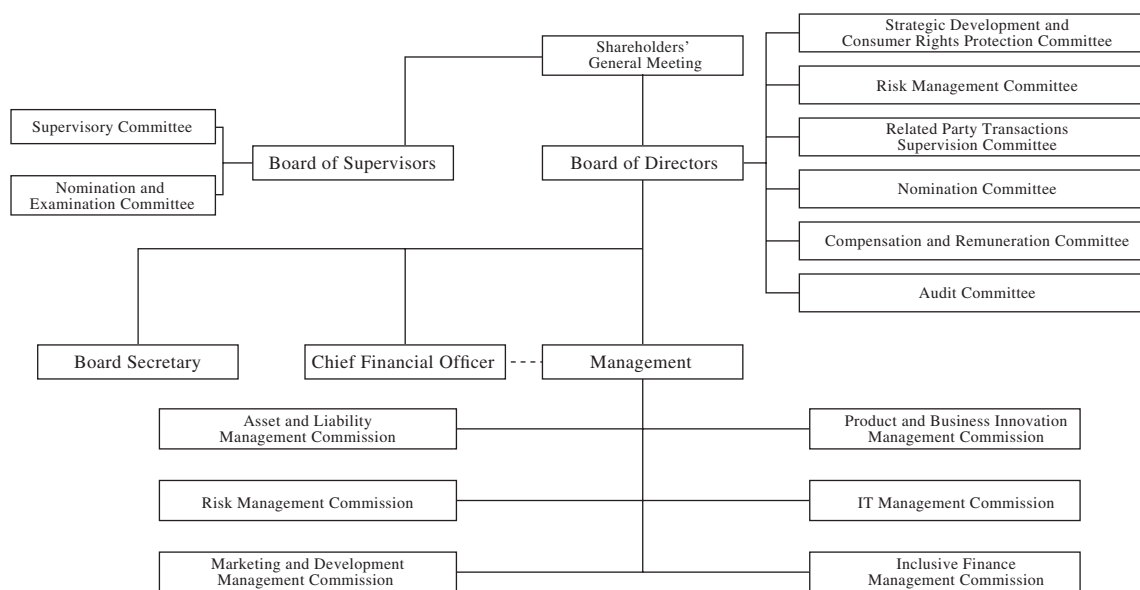 Shareholders'
General Meeting
Strategic Development and
Consumer Rights Protection Committee
Risk Management Committee
Related Party Transactions
Supervision Committee
Nomination Committee
Compensation and Remuneration Committee
Audit Committee
Supervisory Committee
Nomination and
Examination Committee
Board of Supervisors
Board of Directors
Board Secretary
Chief Financial Officer
Management
Asset and Liability
Management Commission
Product and Business Innovation
Management Commission
Risk Management Commission
IT Management Commission
Marketing and Development
Management Commission
Inclusive Finance
Management Commission